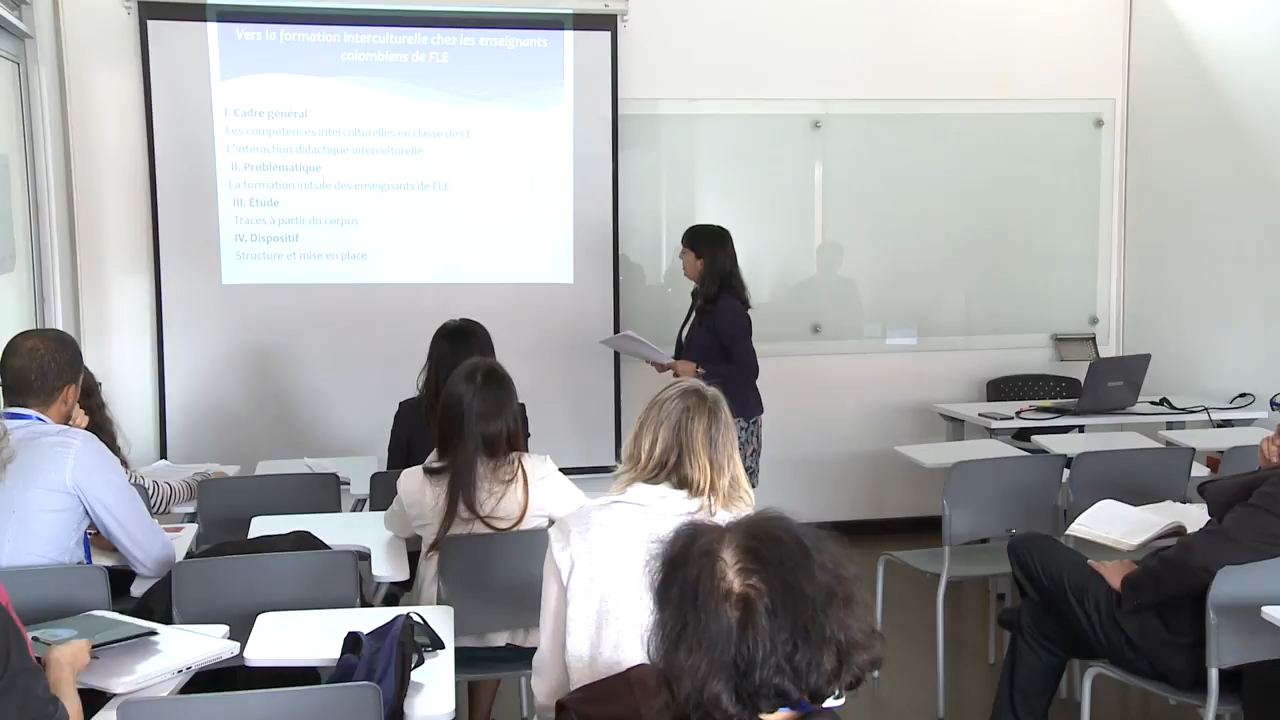 Vers la formation interculturelle chez les enseignants
colombiens de FLE
I. Cadre général
Les compétences interculturelles en classe de LE
L'interaction didactique interculturelle
II. Problématique
La formation initiale des enseignants de FLE
III. Étude
Traces à partir du corpus
IV. Dispositif
Structure et mise en place